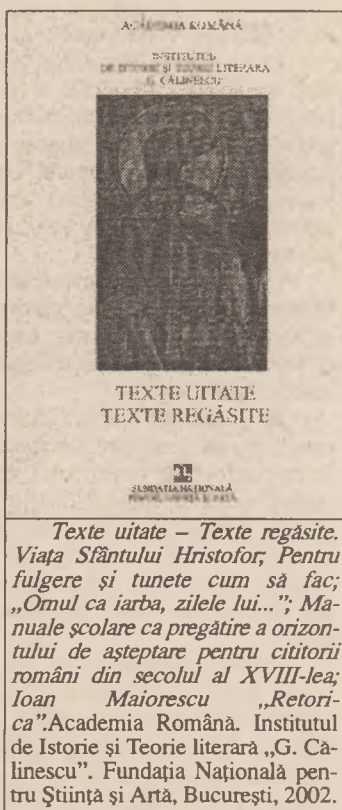 ACADEMIA ROMÂNĂ
INSTITUTUL
DE ISTORIE ȘI TEORIE LITERARA
G. CĂLINESCU
TEXTE UITATE
TEXTE REGĂSITE
FUNDAȚIA NAȚIONALĂ
Texte uitate – Texte regăsite.
Viața Sfântului Hristofor; Pentru
fulgere și tunete cum să fac;
„Omul ca iarba, zilele lui...”; Ma-
nuale școlare ca pregătire a orizon-
tului de așteptare pentru cititorii
români din secolul al XVIII-lea;
Ioan Maiorescu „Retori-
ca”.Academia Română. Institutul
de Istorie și Teorie literară „G. Că-
linescu”. Fundația Națională pen-
tru Știință și Artă, București, 2002.